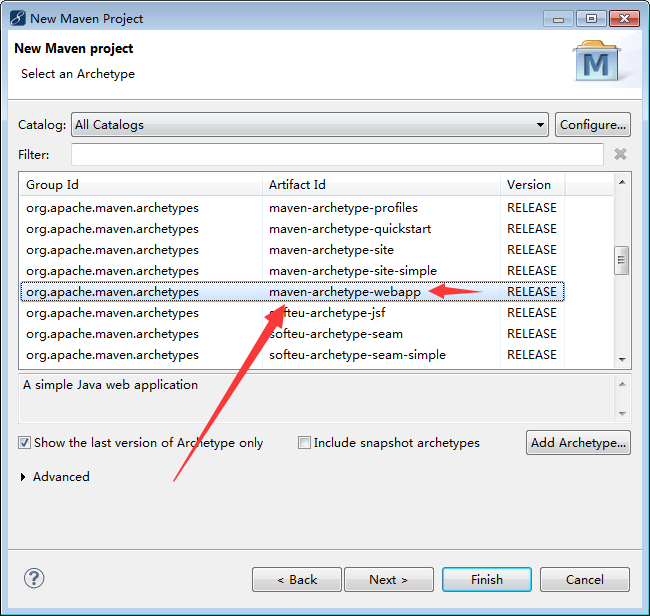 New Maven Project
New Maven project
Select an Archetype
M
Catalog: All Catalogs Configure...
Filter:
Group Id Artifact Id Version
org.apache.maven.archetypes maven-archetype-profiles RELEASE
org.apache.maven.archetypes maven-archetype-quickstart RELEASE
org.apache.maven.archetypes maven-archetype-site RELEASE
org.apache.maven.archetypes maven-archetype-site-simple RELEASE
org.apache.maven.archetypes maven-archetype-webapp RELEASE
org.apache.maven.archetypes softeu-archetype-jsf RELEASE
org.apache.maven.archetypes softeu-archetype-seam RELEASE
org.apache.maven.archetypes softeu-archetype-seam-simple RELEASE
A simple Java web application
Show the last version of Archetype only Include snapshot archetypes Add Archetype...
Advanced
? < Back Next > Finish Cancel